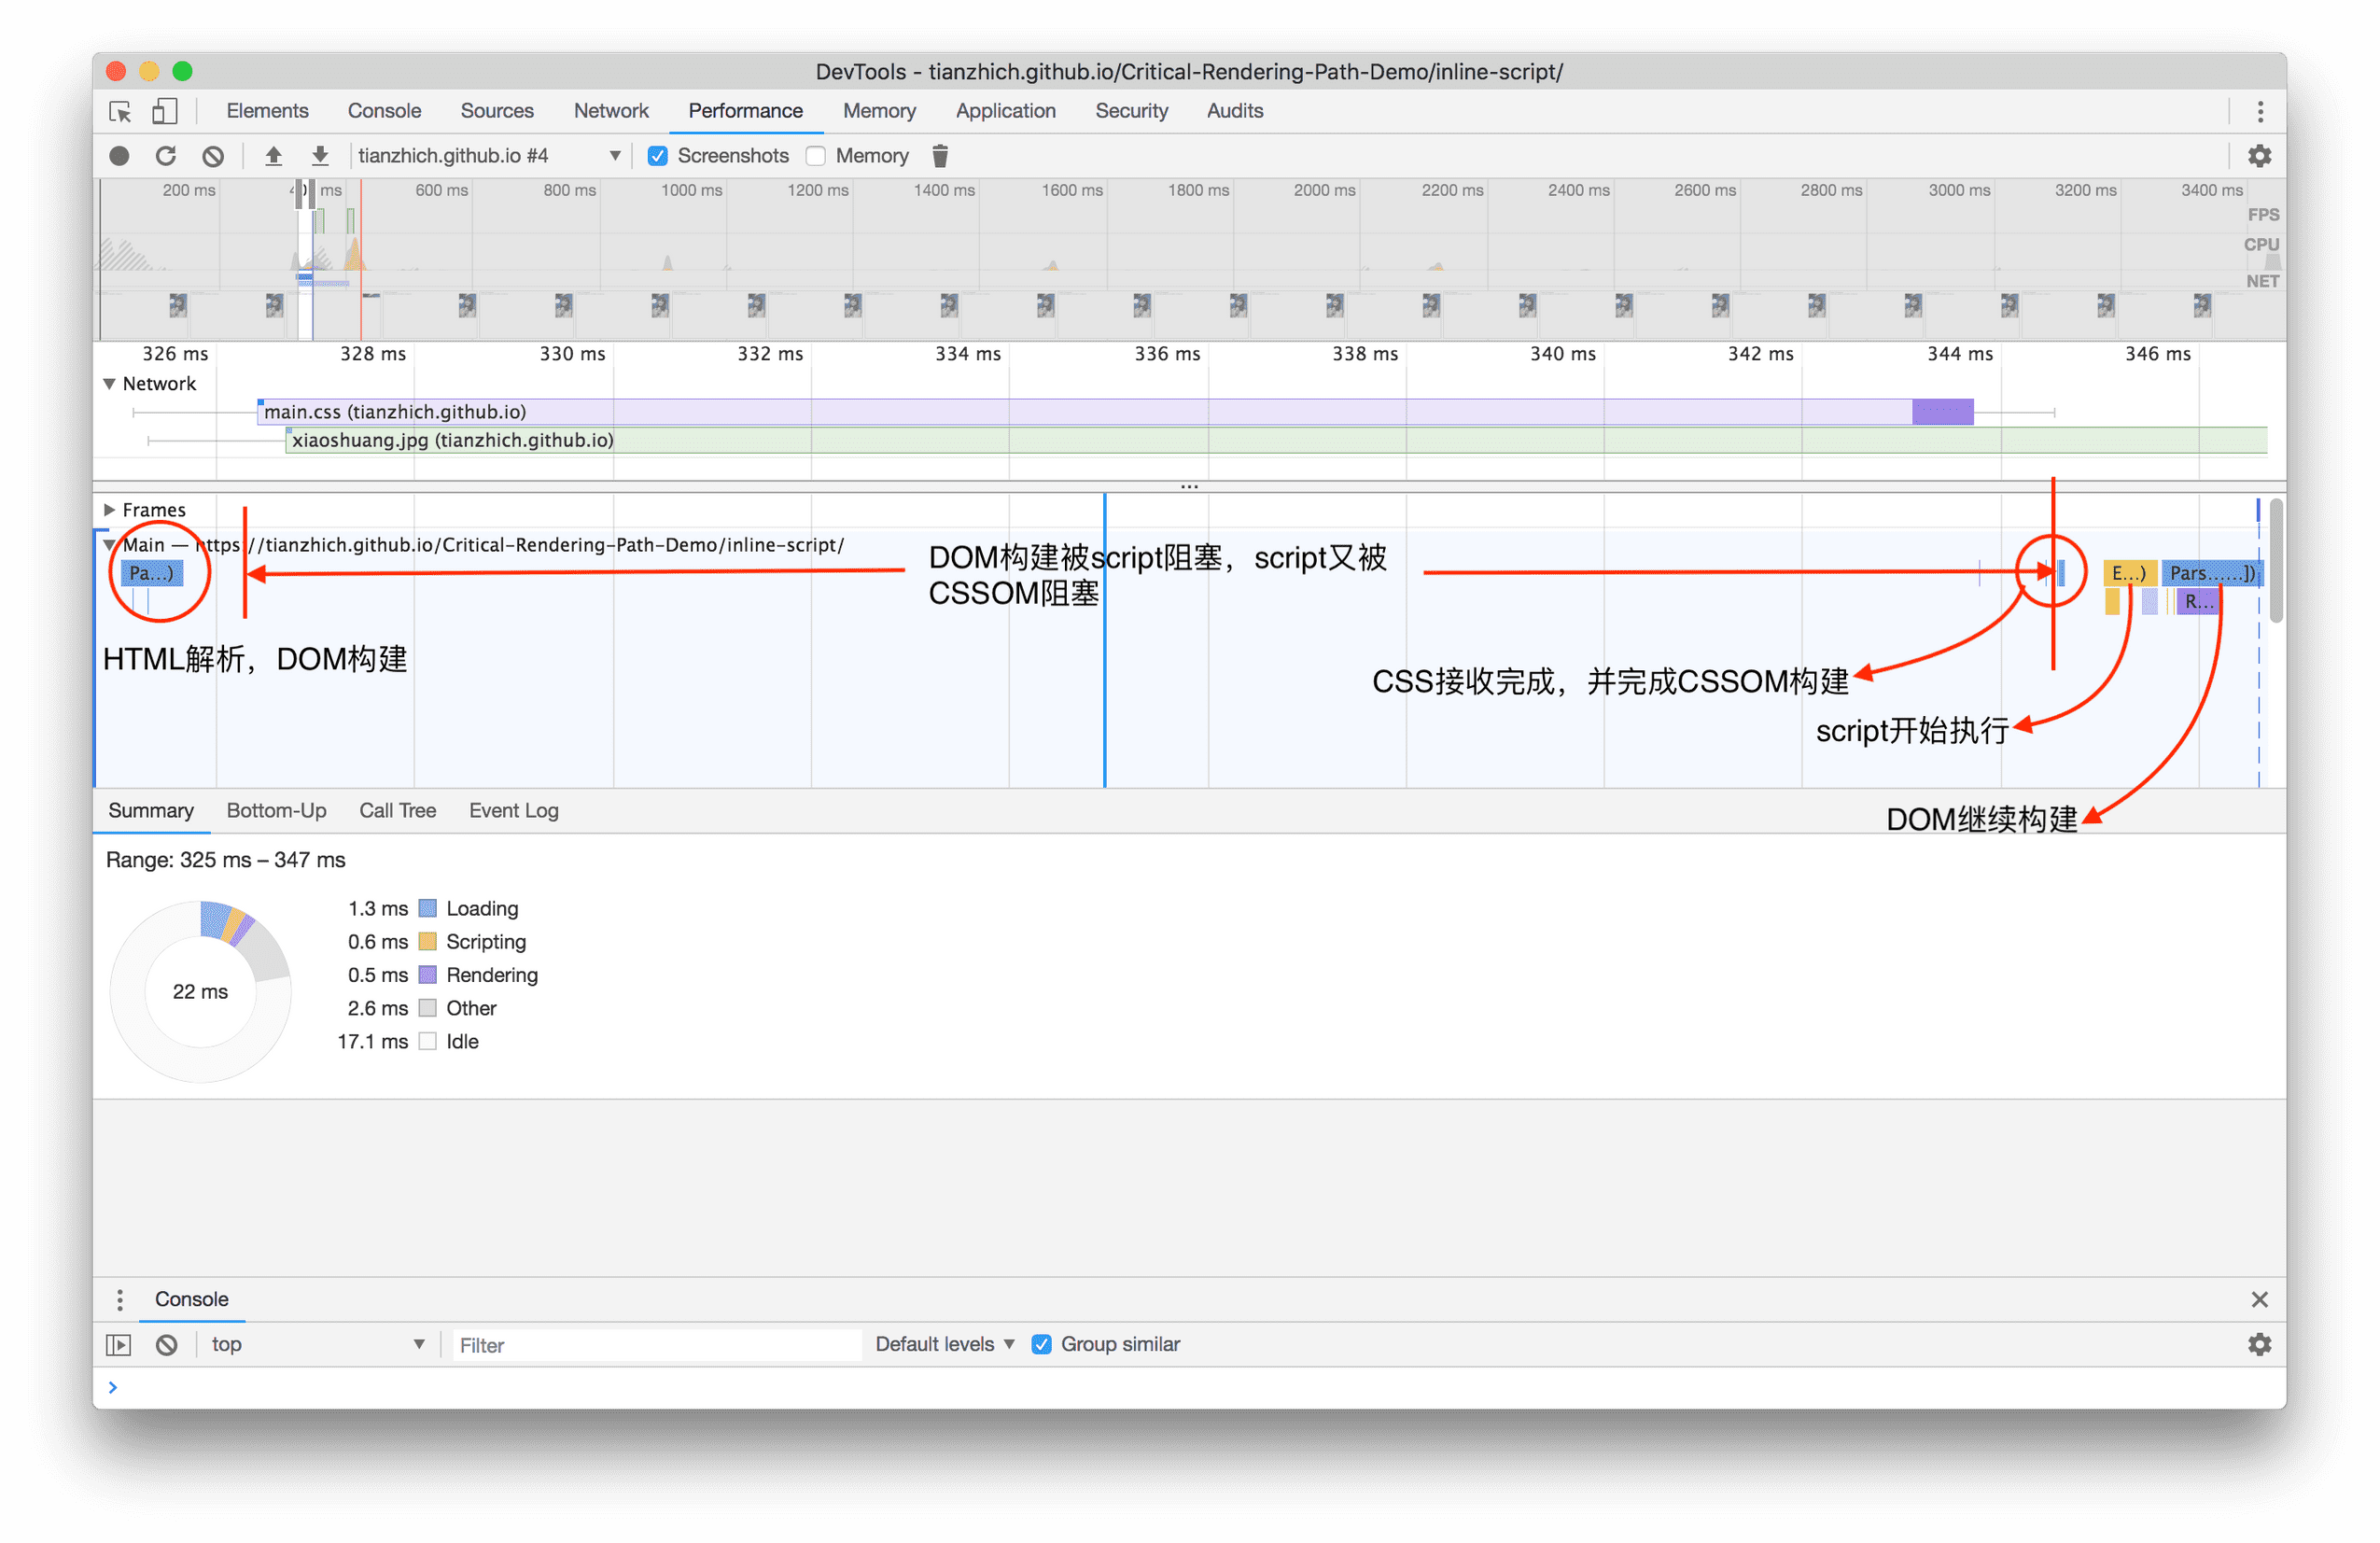 DevTools - tianzhich.github.io/Critical-Rendering-Path-Demo/inline-script/
Elements Console Sources Network Performance Memory Application Security Audits
tianzhich.github.io #4 Screenshots Memory
200 ms ms 600 ms 800 ms 1000 ms 1200 ms 1400 ms 1600 ms 1800 ms 2000 ms 2200 ms 2400 ms 2600 ms 2800 ms 3000 ms 3200 ms 3400 ms
FPS
CPU
NET
326 ms 328 ms 330 ms 332 ms 334 ms 336 ms 338 ms 340 ms 342 ms 344 ms 346 ms
Network
main.css (tianzhich.github.io)
xiaoshuang.jpg (tianzhich.github.io)
...
Frames
Main — https://tianzhich.github.io/Critical-Rendering-Path-Demo/inline-script/
Pa...) E...) Pars......])
R...
DOM构建被script阻塞，script又被
CSSOM阻塞
HTML解析，DOM构建
CSS接收完成，并完成CSSOM构建
script开始执行
DOM继续构建
Summary Bottom-Up Call Tree Event Log
Range: 325 ms – 347 ms
22 ms
1.3 ms Loading
0.6 ms Scripting
0.5 ms Rendering
2.6 ms Other
17.1 ms Idle
Console
top Filter Default levels Group similar